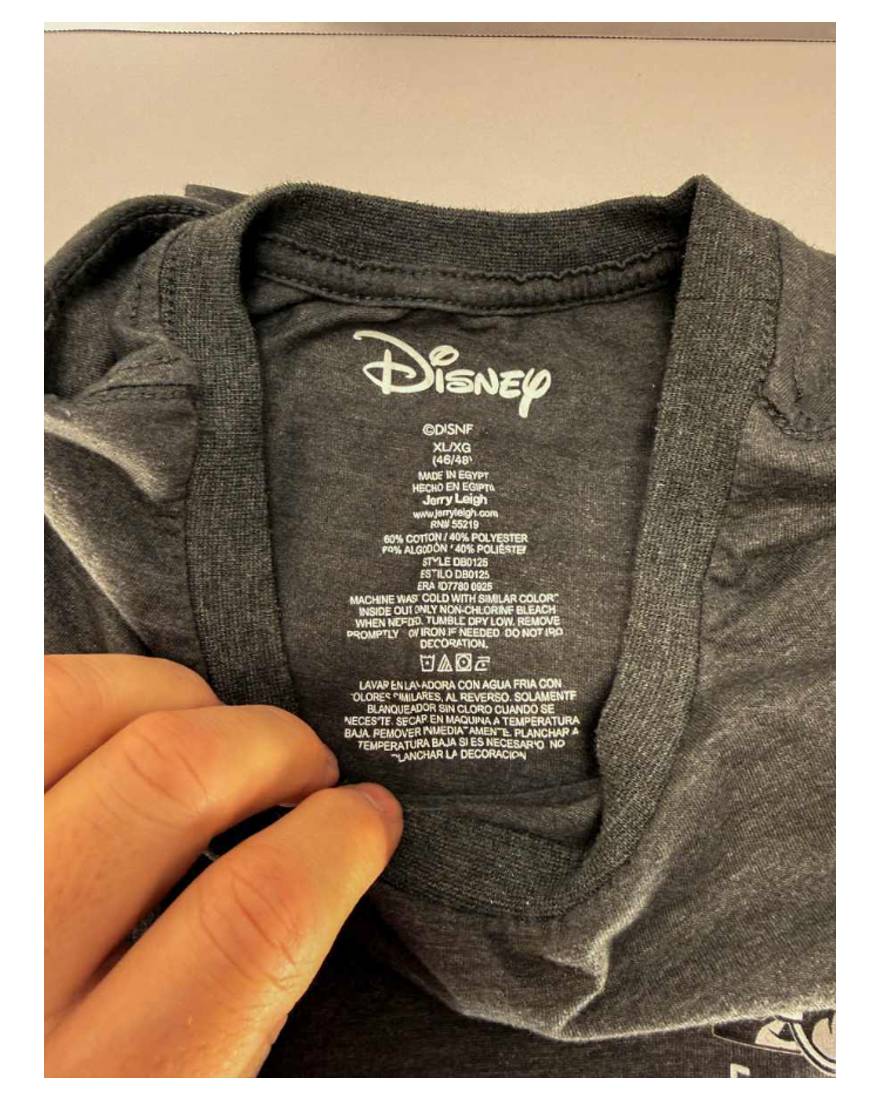 Disney
©DISNE
XL/XG
(46/48)
MADE IN EGYPT
HECHO EN EGIPTO
Jerry Leigh
www.jerryleigh.com
RN# 55219
60% COTTON / 40% POLYESTER
60% ALGODÓN / 40% POLIÉSTER
STYLE DB0125
ESTILO DB0125
ERA ID7780 0925
MACHINE WAS COLD WITH SIMILAR COLOR
INSIDE OUT ONLY NON-CHLORINE BLEACH
WHEN NEEDED. TUMBLE DRY LOW. REMOVE
PROMPTLY IRON IF NEEDED DO NOT IRO
DECORATION.
LAVAR EN LAVADORA CON AGUA FRIA CON
COLORES SIMILARES, AL REVERSO. SOLAMENTE
BLANQUEADOR SIN CLORO CUANDO SE
NECESITE. SECAR EN MAQUINA A TEMPERATURA
BAJA. REMOVER INMEDIATAMENTE. PLANCHAR A
TEMPERATURA BAJA SI ES NECESARIO NO
PLANCHAR LA DECORACION